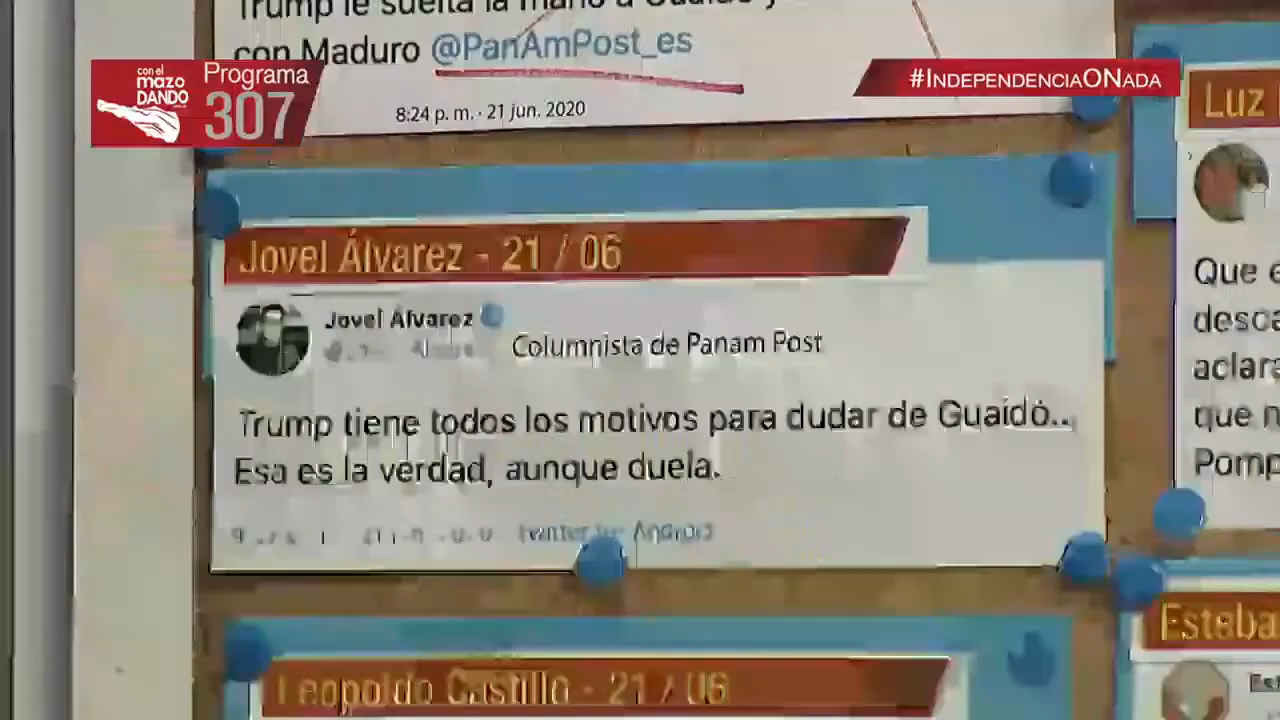 Trump le suelta la mano a Guaidó y
con Maduro @PanAmPost_es
8:24 p. m. · 21 jun. 2020
con el
mazo
DANDO
Programa
307
#INDEPENDENCIAONADA
Jovel Álvarez - 21 / 06
Jovel Álvarez
Columnista de Panam Post
Trump tiene todos los motivos para dudar de Guaidó..
Esa es la verdad, aunque duela.
Twitter for Android
Leopoldo Castillo - 21 / 06
Luz
Que
aclara
que
Pomp
Esteba